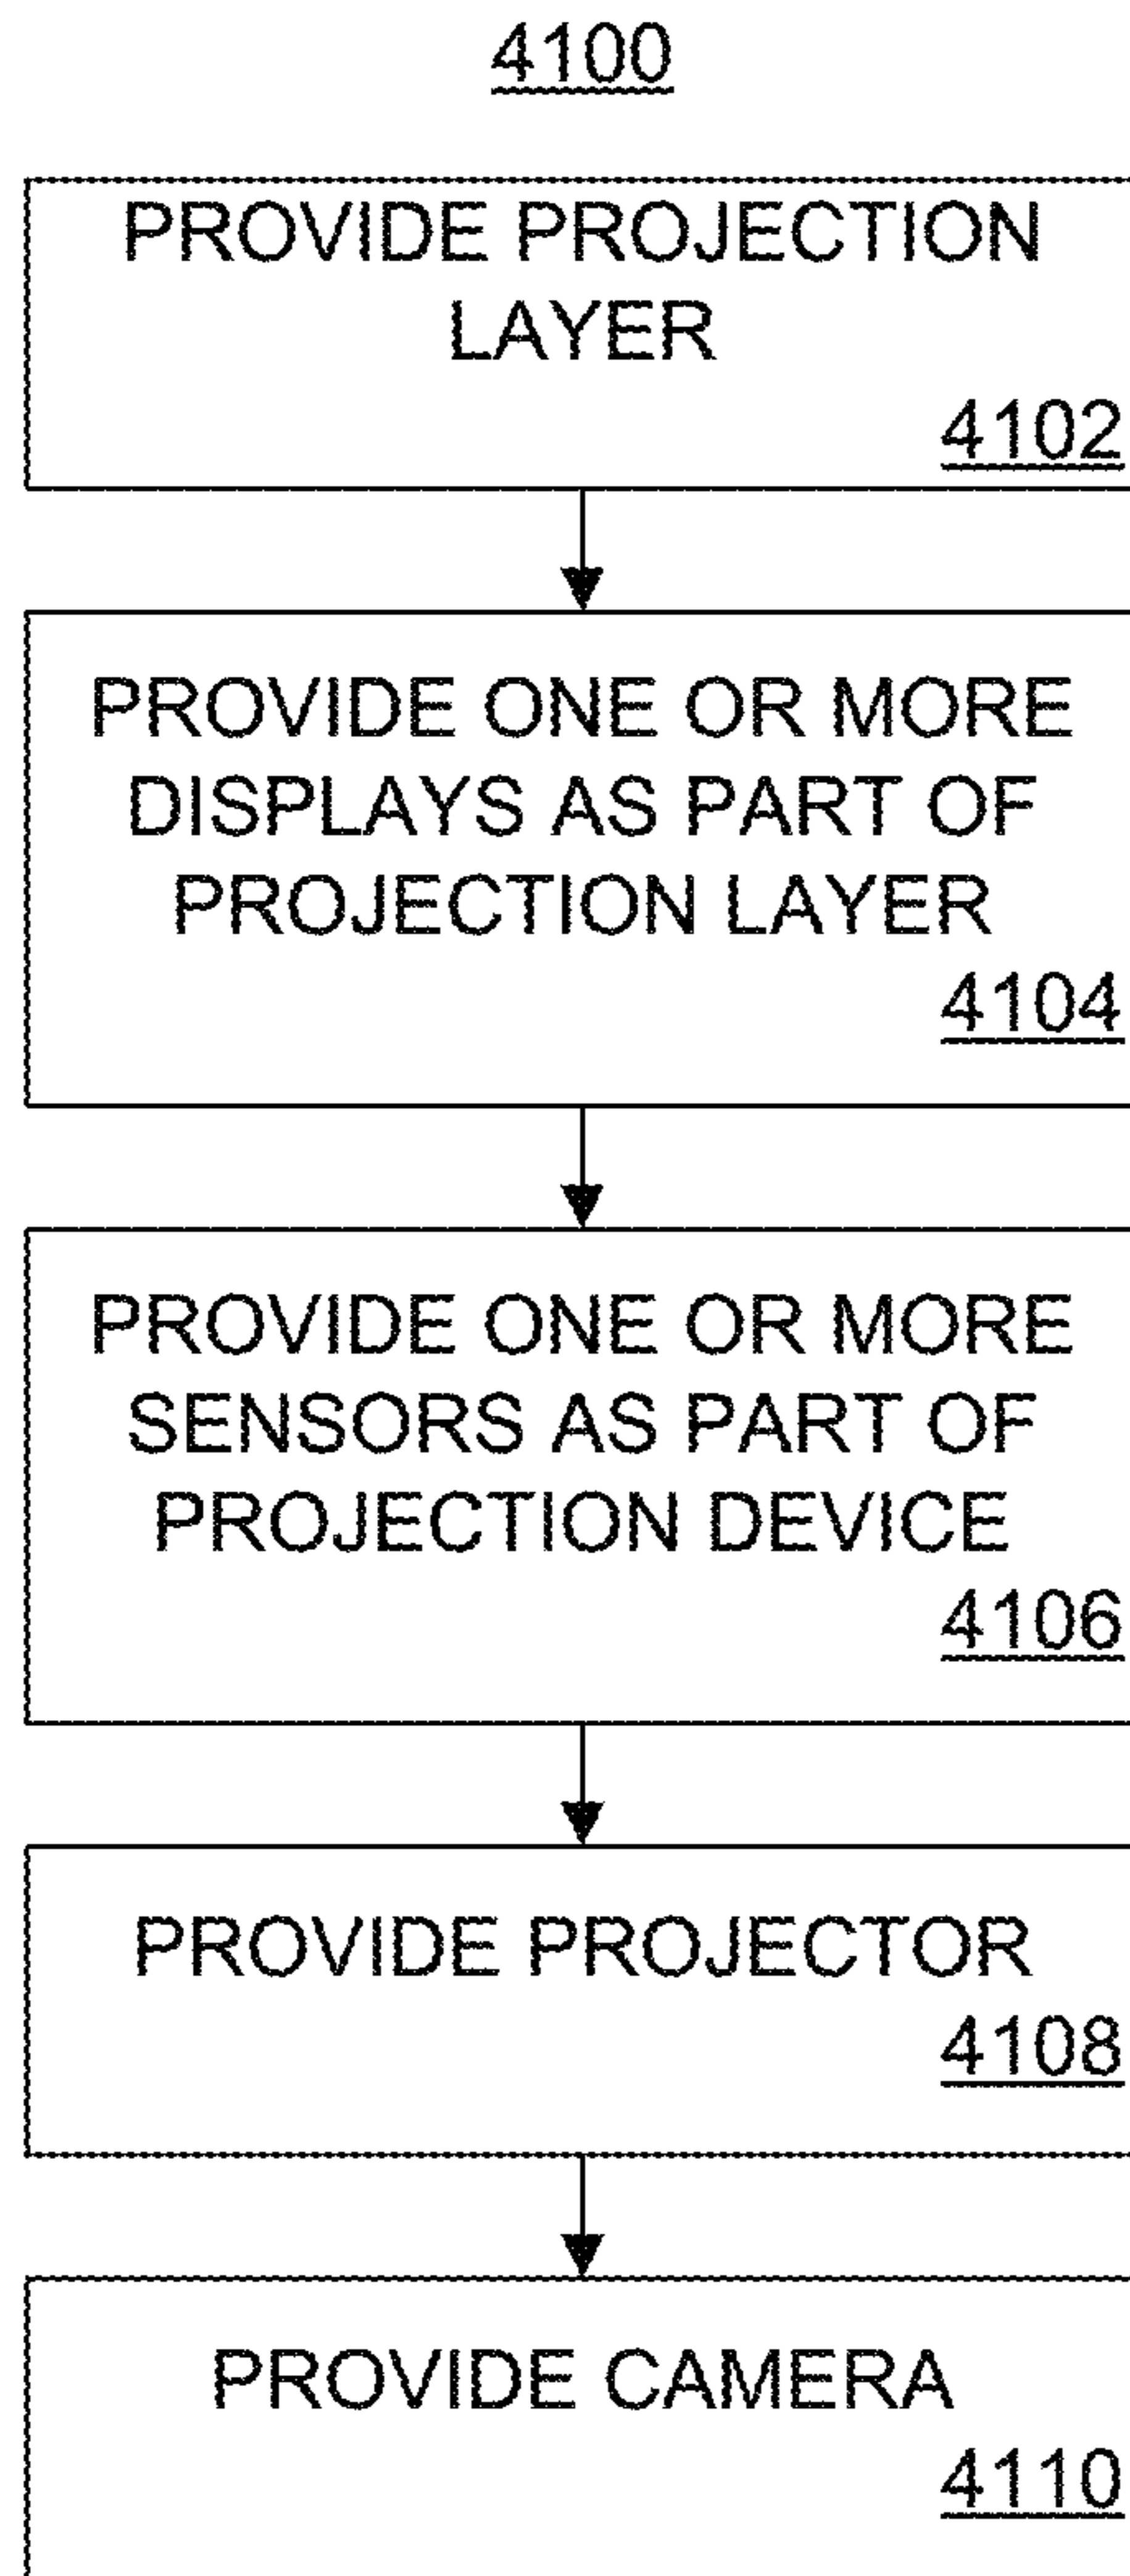 4100
PROVIDE PROJECTION
LAYER
4102
PROVIDE ONE OR MORE
DISPLAYS AS PART OF
PROJECTION LAYER
4104
PROVIDE ONE OR MORE
SENSORS AS PART OF
PROJECTION DEVICE
4106
PROVIDE PROJECTOR
4108
PROVIDE CAMERA
4110